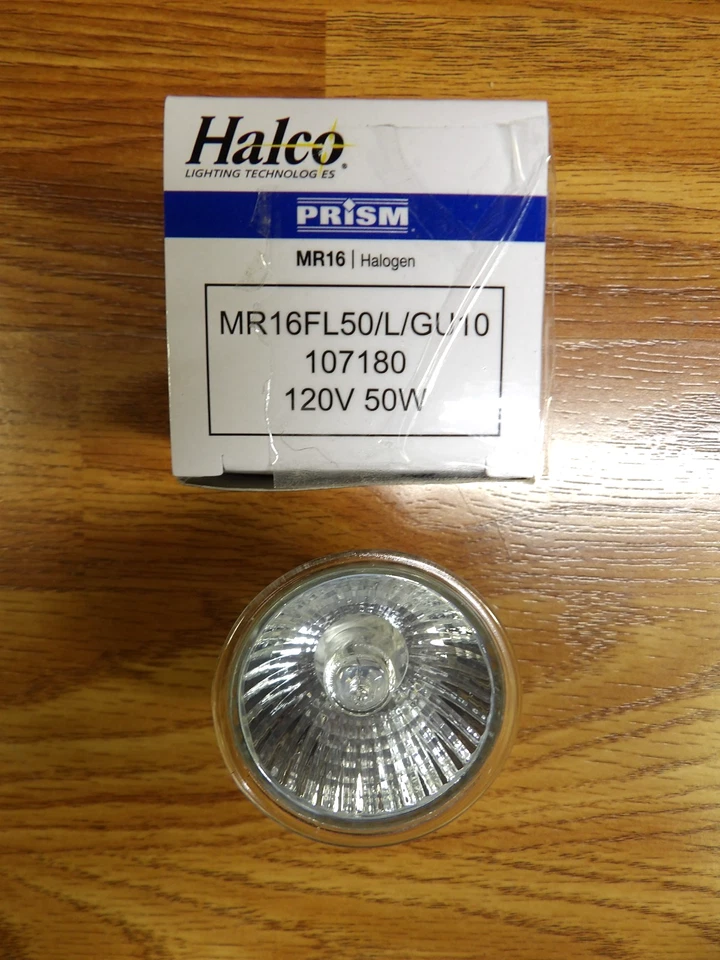 Halco®
LIGHTING TECHNOLOGIES
PRiSM
MR16 | Halogen
MR16FL50/L/GU10
107180
120V 50W